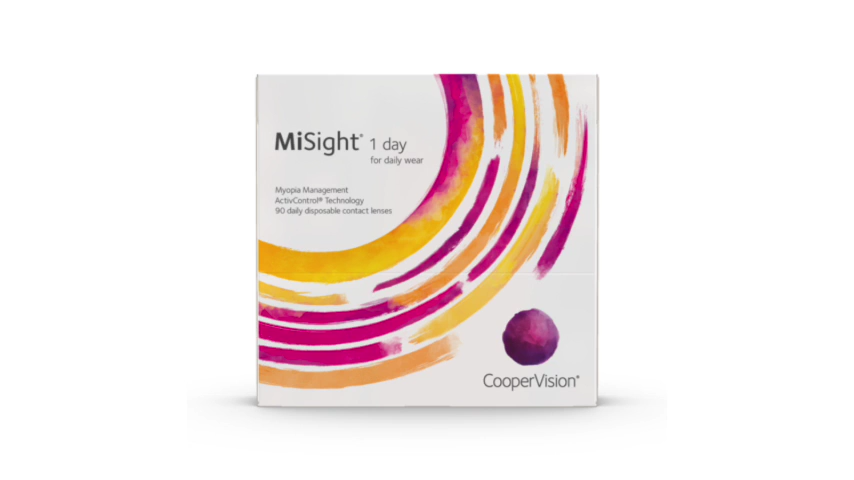 MiSight® 1 day
for daily wear
Myopia Management
ActivControl® Technology
90 daily disposable contact lenses
CooperVision®